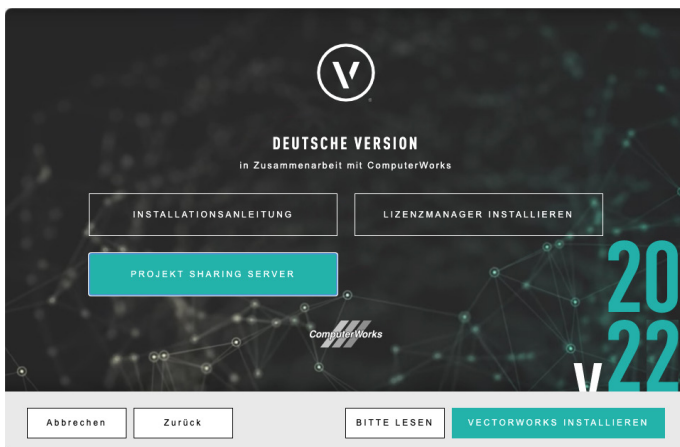 DEUTSCHE VERSION
in Zusammenarbeit mit ComputerWorks
INSTALLATIONSANLEITUNG
LIZENZMANAGER INSTALLIEREN
PROJEKT SHARING SERVER
ComputerWorks
20
22
V
Abbrechen
Zurück
BITTE LESEN
VECTORWORKS INSTALLIEREN